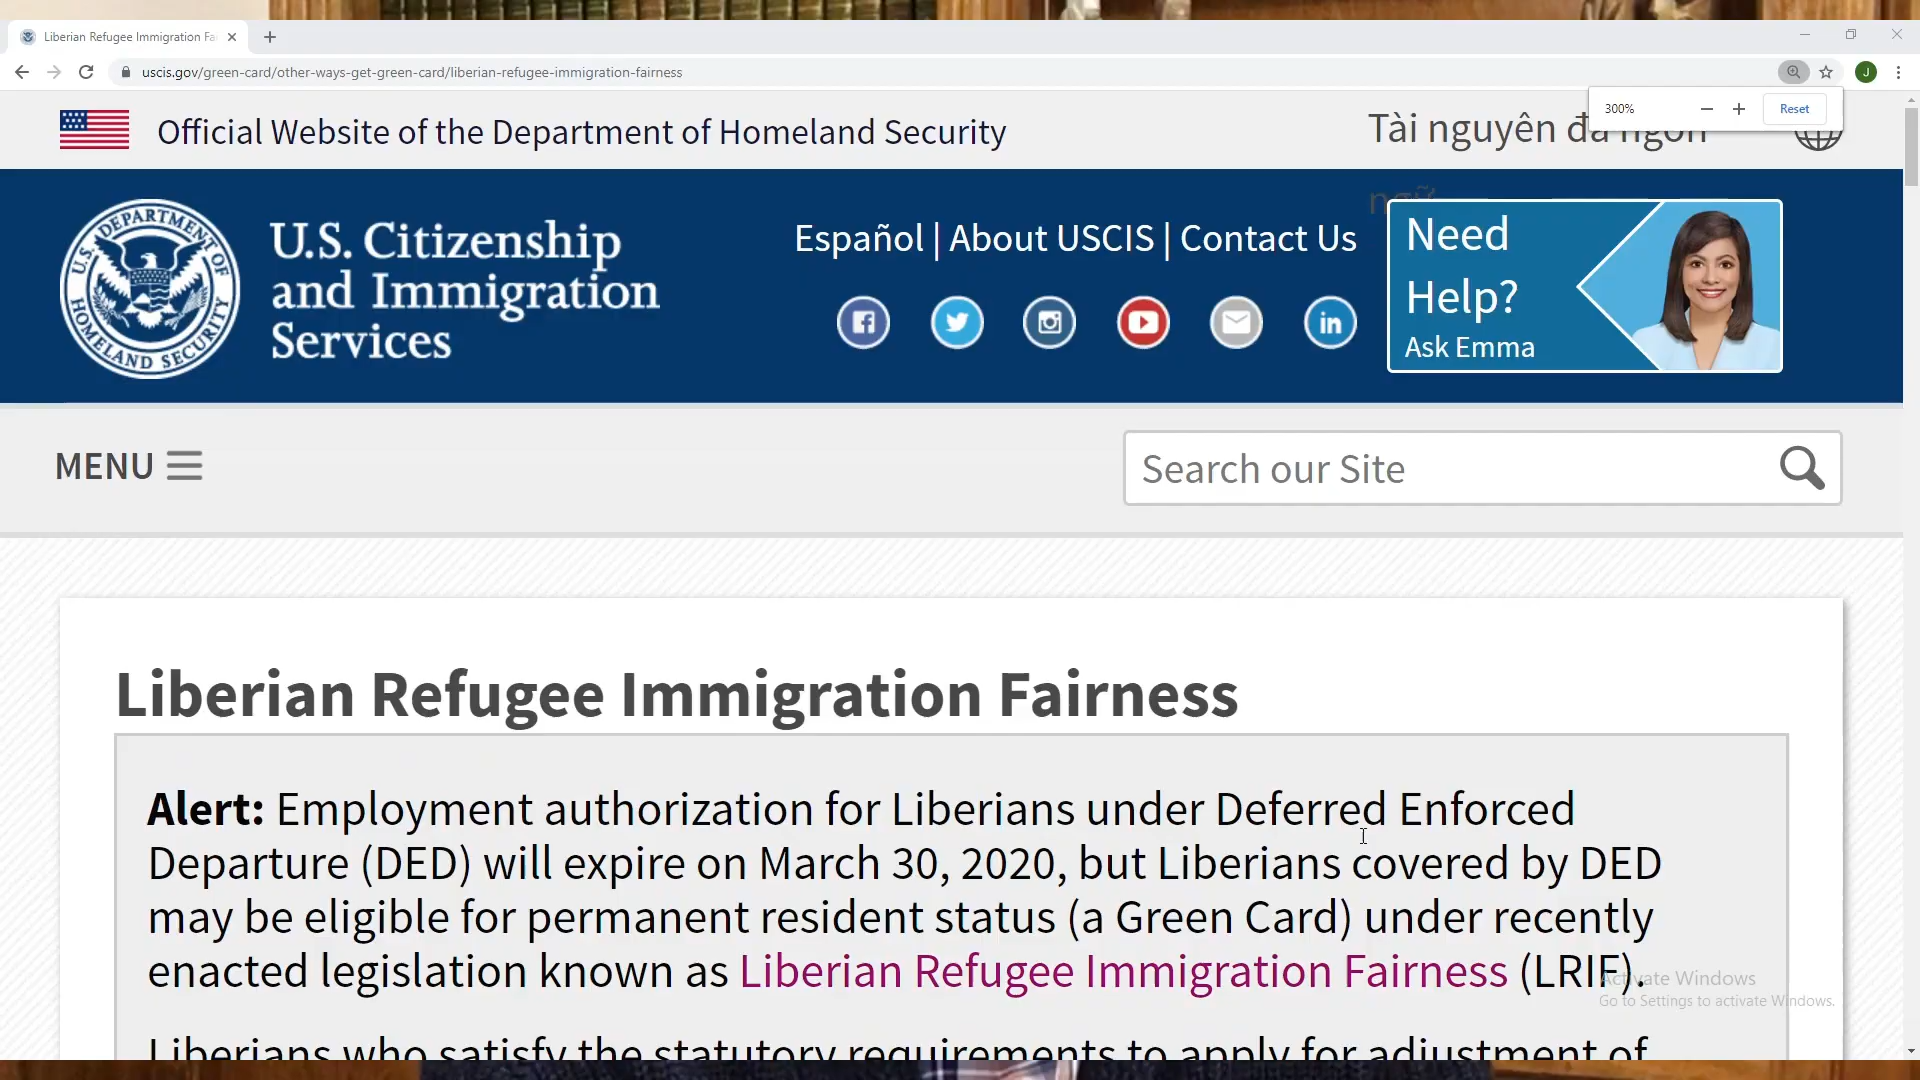 Liberian Refugee Immigration Fa
uscis.gov/green-card/other-ways-get-green-card/liberian-refugee-immigration-fairness
J
300%
Reset
Official Website of the Department of Homeland Security
Tài nguyên đa ngôn
ngữ
U.S. DEPARTMENT OF HOMELAND SECURITY
U.S. Citizenship
and Immigration
Services
Español | About USCIS | Contact Us
Need
Help?
Ask Emma
MENU
Search our Site
Liberian Refugee Immigration Fairness
Alert: Employment authorization for Liberians under Deferred Enforced
Departure (DED) will expire on March 30, 2020, but Liberians covered by DED
may be eligible for permanent resident status (a Green Card) under recently
enacted legislation known as Liberian Refugee Immigration Fairness (LRIF).
Liberians who satisfy the statutory requirements to apply for adjustment of
Activate Windows
Go to Settings to activate Windows.